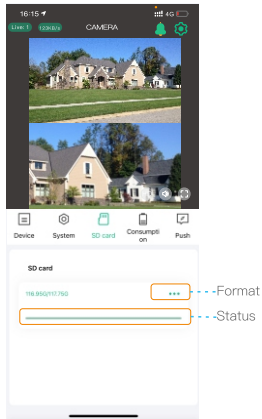 16:15 4G
Live: 1 123KB/s CAMERA
Device System SD card Consumpti
on Push
SD card
116.95G/117.75G
Format
Status